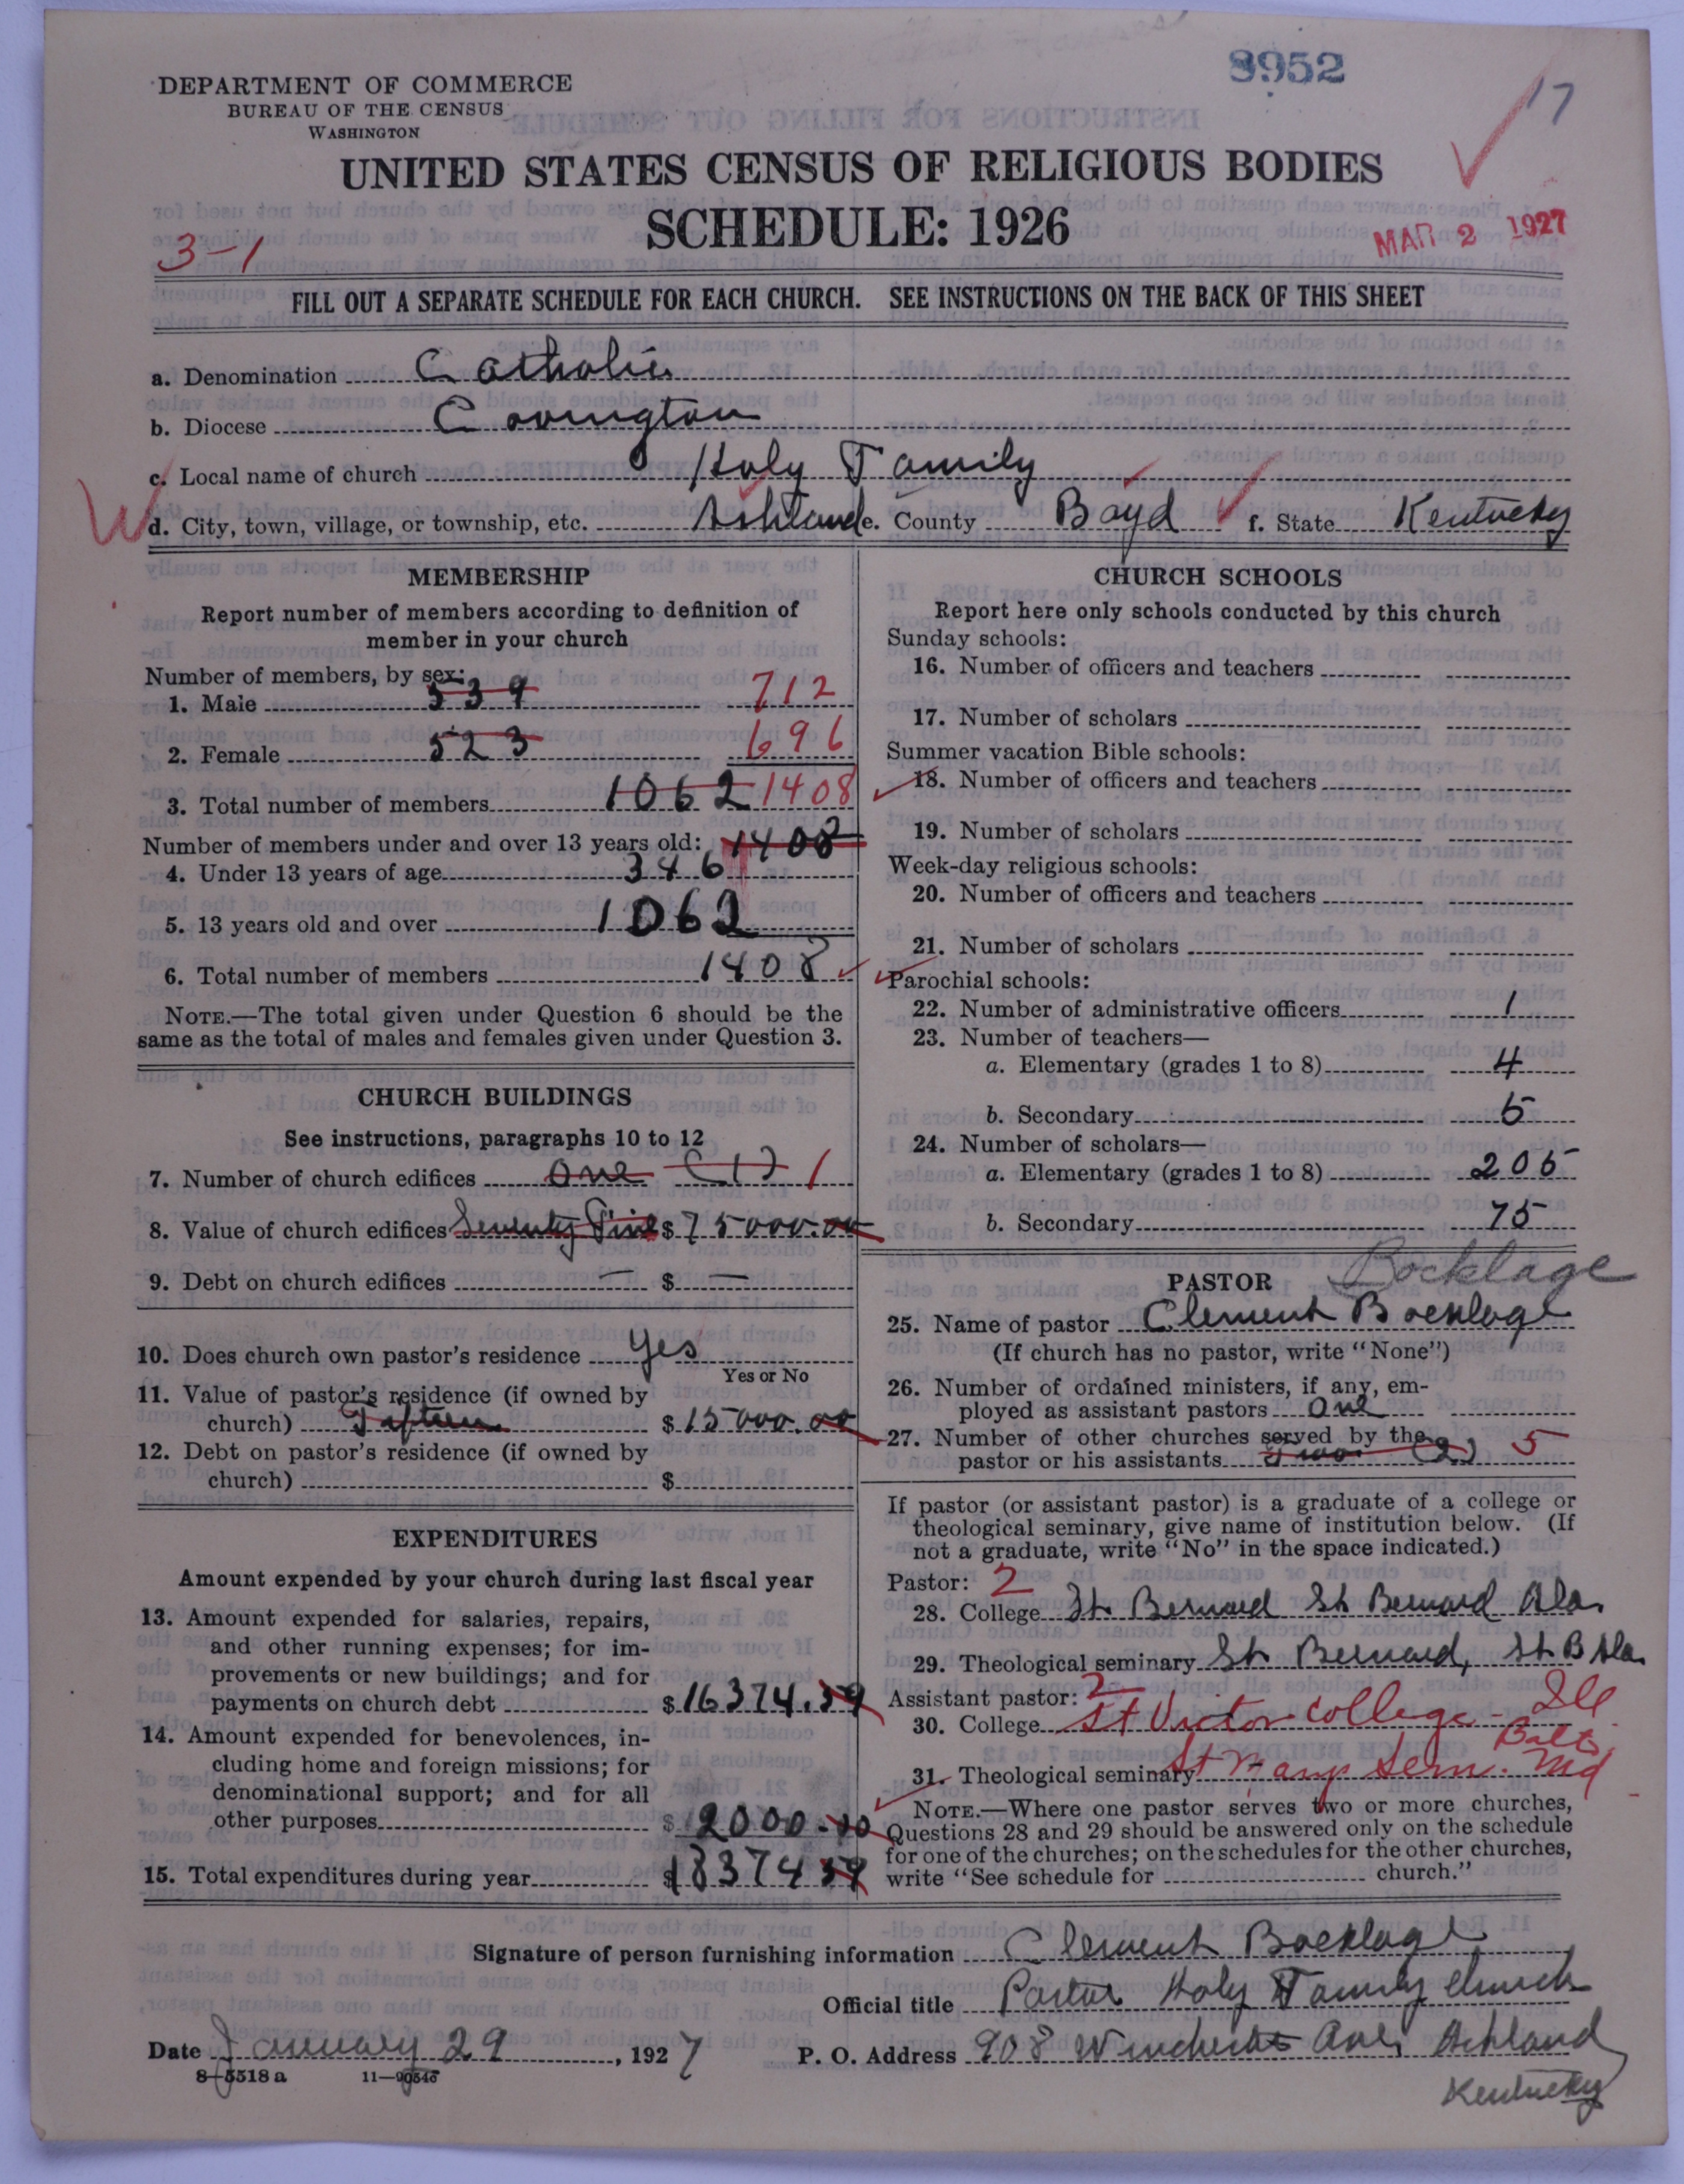 8952
17
DEPARTMENT OF COMMERCE
BUREAU OF THE CENSUS
WASHINGTON
UNITED STATES CENSUS OF RELIGIOUS BODIES
SCHEDULE: 1926
3-1
MAR 2 1927
FILL OUT A SEPARATE SCHEDULE FOR EACH CHURCH. SEE INSTRUCTIONS ON THE BACK OF THIS SHEET
a. Denomination Catholic
b. Diocese Covington
c. Local name of church Holy Family
W d. City, town, village, or township, etc. Ashland e. County Boyd f. State Kentucky
MEMBERSHIP
Report number of members according to definition of
member in your church
Number of members, by sex:
1. Male 539 712
2. Female 523 696
3. Total number of members 1062 1408
Number of members under and over 13 years old: 1408
4. Under 13 years of age 346
5. 13 years old and over 1062
6. Total number of members 1408
NOTE.—The total given under Question 6 should be the
same as the total of males and females given under Question 3.
CHURCH BUILDINGS
See instructions, paragraphs 10 to 12
7. Number of church edifices One (1) 1
8. Value of church edifices Seventy Five $75000.00
9. Debt on church edifices — $ —
10. Does church own pastor's residence yes
Yes or No
11. Value of pastor's residence (if owned by
church) Fifteen $15000.00
12. Debt on pastor's residence (if owned by
church) $
EXPENDITURES
Amount expended by your church during last fiscal year
13. Amount expended for salaries, repairs,
and other running expenses; for im-
provements or new buildings; and for
payments on church debt $16374.59
14. Amount expended for benevolences, in-
cluding home and foreign missions; for
denominational support; and for all
other purposes $2000.00
15. Total expenditures during year $18374 59
CHURCH SCHOOLS
Report here only schools conducted by this church
Sunday schools:
16. Number of officers and teachers
17. Number of scholars
Summer vacation Bible schools:
18. Number of officers and teachers
19. Number of scholars
Week-day religious schools:
20. Number of officers and teachers
21. Number of scholars
Parochial schools:
22. Number of administrative officers 1
23. Number of teachers—
a. Elementary (grades 1 to 8) 4
b. Secondary 5
24. Number of scholars—
a. Elementary (grades 1 to 8) 205
b. Secondary 75
PASTOR Bocklage
25. Name of pastor Clement Bocklage
(If church has no pastor, write "None")
26. Number of ordained ministers, if any, em-
ployed as assistant pastors One
27. Number of other churches served by the
pastor or his assistants Two (2) 5
If pastor (or assistant pastor) is a graduate of a college or
theological seminary, give name of institution below. (If
not a graduate, write "No" in the space indicated.)
Pastor: 2
28. College St. Bernard St Bernard Ala.
29. Theological seminary St. Bernard, St B Ala.
Assistant pastor: 2
30. College St Victor College - Ill
Balto.
31. Theological seminary St Marys Sem. Md
NOTE.—Where one pastor serves two or more churches,
Questions 28 and 29 should be answered only on the schedule
for one of the churches; on the schedules for the other churches,
write "See schedule for church."
Signature of person furnishing information Clement Bocklage
Official title Pastor Holy Family Church
Date January 29, 1927 P. O. Address 908 Winchester Ave, Ashland
8—5518 a 11—90546 Kentucky